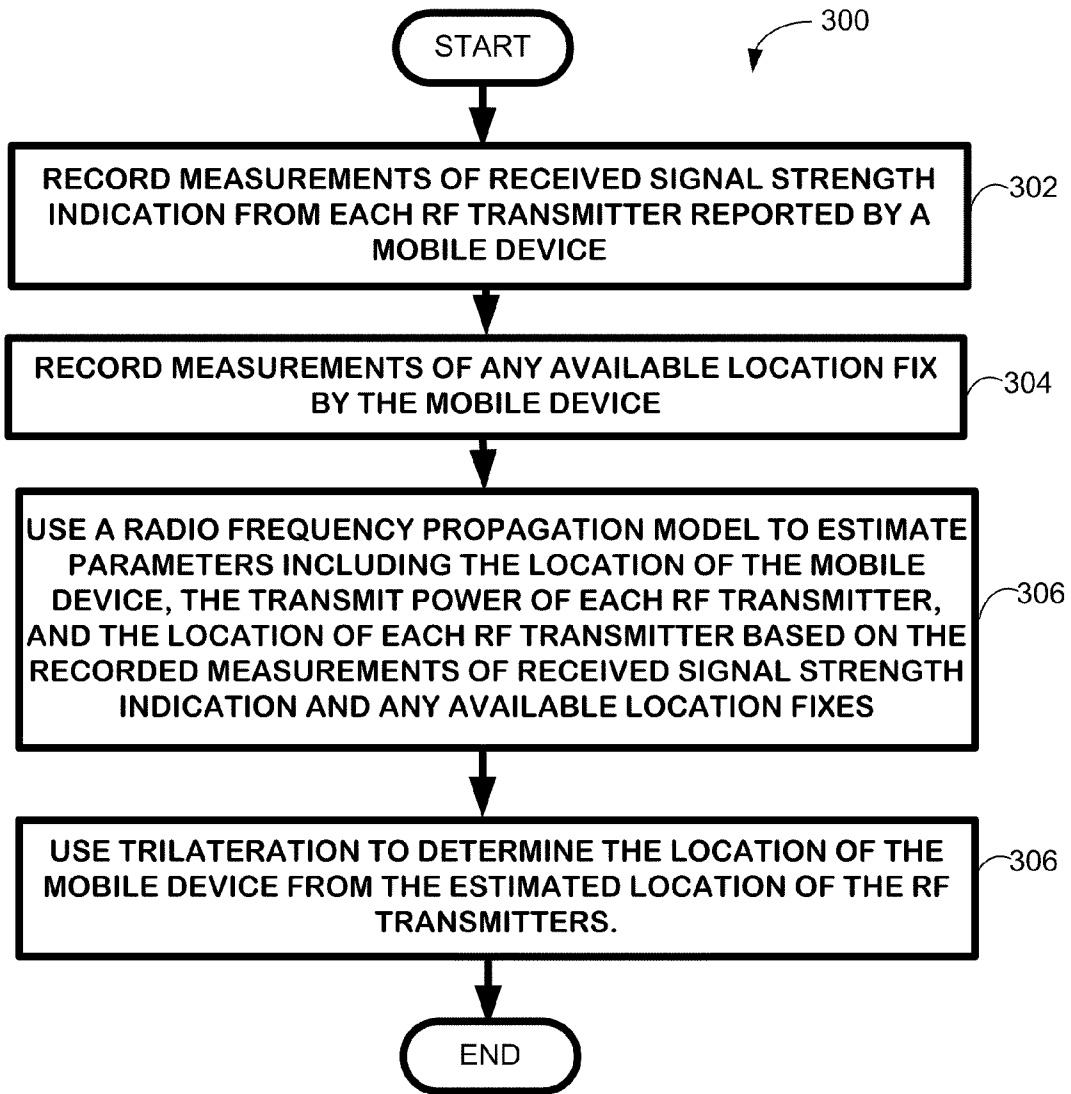 START
300
RECORD MEASUREMENTS OF RECEIVED SIGNAL STRENGTH
INDICATION FROM EACH RF TRANSMITTER REPORTED BY A
MOBILE DEVICE
302
RECORD MEASUREMENTS OF ANY AVAILABLE LOCATION FIX
BY THE MOBILE DEVICE
304
USE A RADIO FREQUENCY PROPAGATION MODEL TO ESTIMATE
PARAMETERS INCLUDING THE LOCATION OF THE MOBILE
DEVICE, THE TRANSMIT POWER OF EACH RF TRANSMITTER,
AND THE LOCATION OF EACH RF TRANSMITTER BASED ON THE
RECORDED MEASUREMENTS OF RECEIVED SIGNAL STRENGTH
INDICATION AND ANY AVAILABLE LOCATION FIXES
306
USE TRILATERATION TO DETERMINE THE LOCATION OF THE
MOBILE DEVICE FROM THE ESTIMATED LOCATION OF THE RF
TRANSMITTERS.
306
END